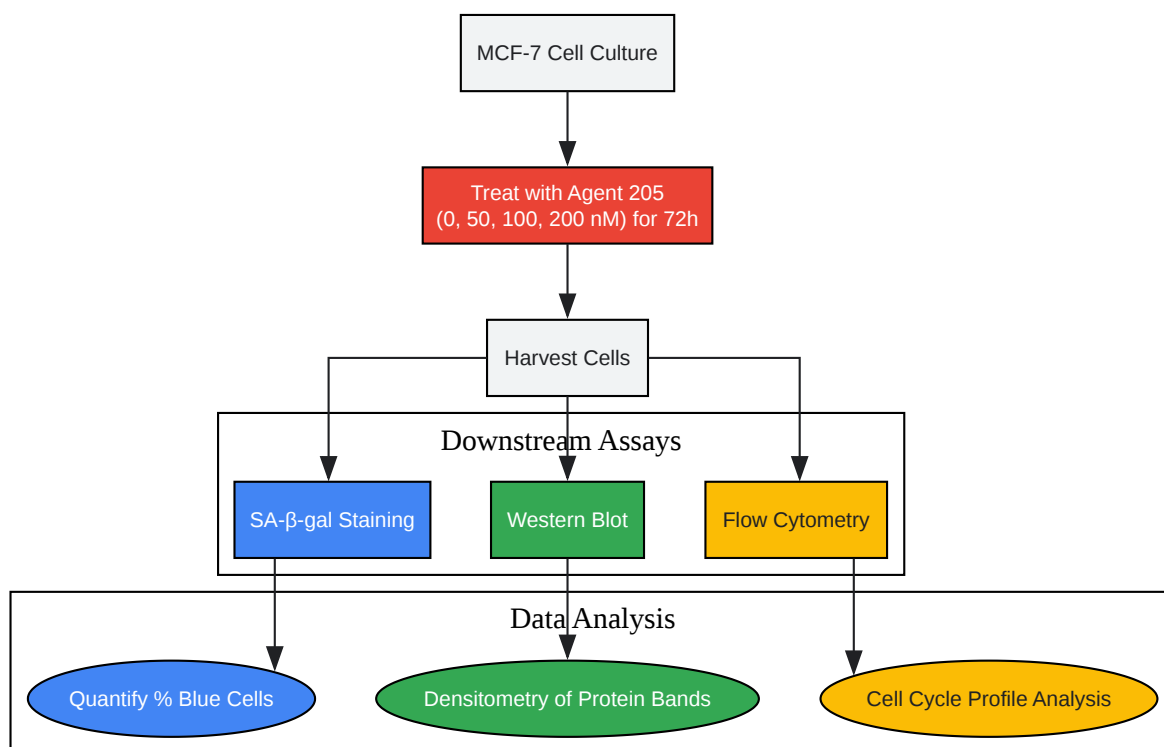 MCF-7 Cell Culture
Treat with Agent 205
(0, 50, 100, 200 nM) for 72h
Harvest Cells
Downstream Assays
SA-β-gal Staining
Western Blot
Flow Cytometry
Data Analysis
Quantify % Blue Cells
Densitometry of Protein Bands
Cell Cycle Profile Analysis